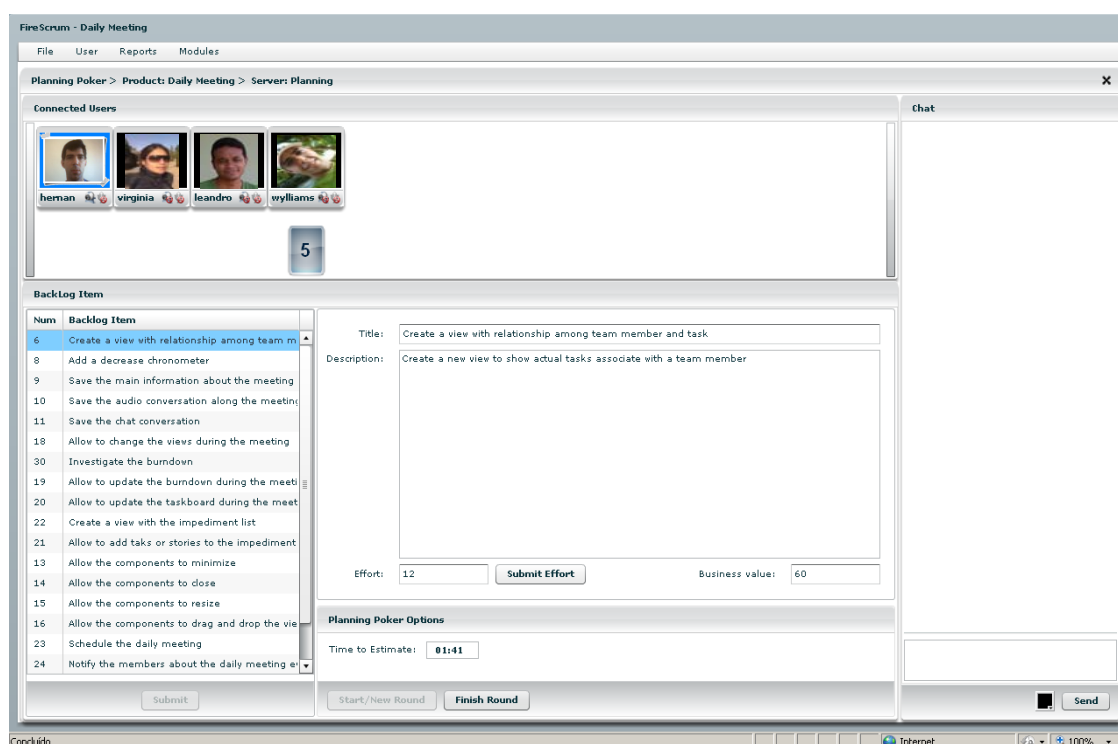 FireScrum - Daily Meeting
File User Reports Modules
Planning Poker > Product: Daily Meeting > Server: Planning
Connected Users
Chat
hernan virginia leandro wylliams
5
BackLog Item
Num Backlog Item
6 Create a view with relationship among team m
8 Add a decrease chronometer
9 Save the main information about the meeting
10 Save the audio conversation along the meeting
11 Save the chat conversation
18 Allow to change the views during the meeting
30 Investigate the burndown
19 Allow to update the burndown during the meeti
20 Allow to update the taskboard during the meet
22 Create a view with the impediment list
21 Allow to add taks or stories to the impediment
13 Allow the components to minimize
14 Allow the components to close
15 Allow the components to resize
16 Allow the components to drag and drop the vie
23 Schedule the daily meeting
24 Notify the members about the daily meeting e
Submit
Title: Create a view with relationship among team member and task
Description: Create a new view to show actual tasks associate with a team member
Effort: 12 Submit Effort Business value: 60
Planning Poker Options
Time to Estimate: 01:41
Start/New Round Finish Round
Send
Concluído Internet 100%